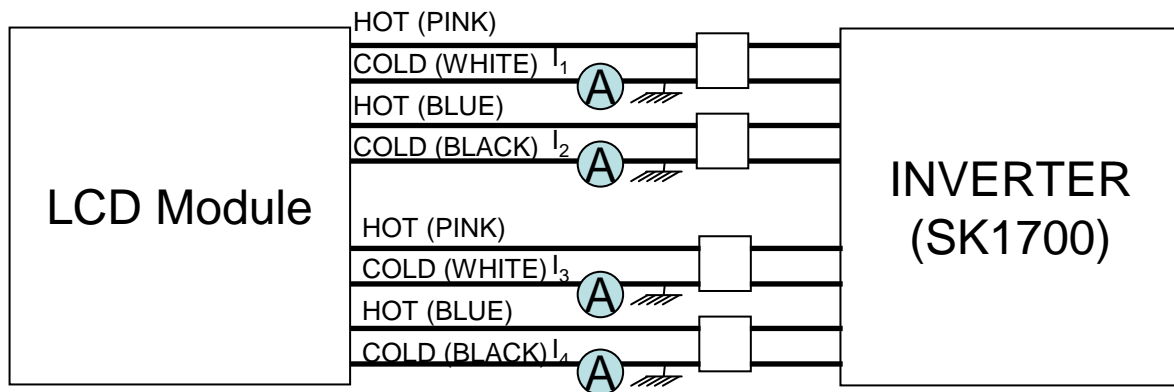 HOT (PINK)
COLD (WHITE) I1
A
HOT (BLUE)
COLD (BLACK) I2
A
LCD Module
INVERTER
(SK1700)
HOT (PINK)
COLD (WHITE) I3
A
HOT (BLUE)
COLD (BLACK) I4
A